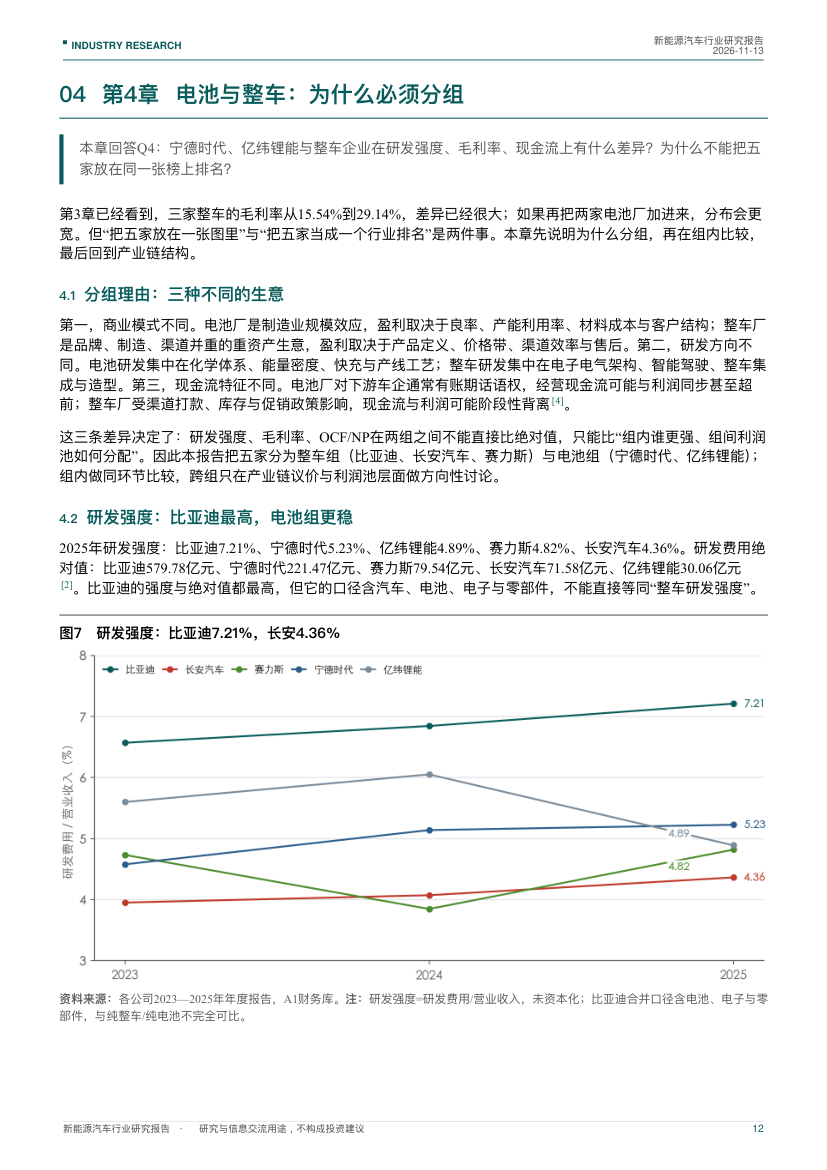 INDUSTRY RESEARCH
新能源汽车行业研究报告
2026-11-13
04 第4章 电池与整车：为什么必须分组
本章回答Q4：宁德时代、亿纬锂能与整车企业在研发强度、毛利率、现金流上有什么差异？为什么不能把五
家放在同一张榜上排名？
第3章已经看到，三家整车的毛利率从15.54%到29.14%，差异已经很大；如果再把两家电池厂加进来，分布会更
宽。但“把五家放在一张图里”与“把五家当成一个行业排名”是两件事。本章先说明为什么分组，再在组内比较，
最后回到产业链结构。
4.1 分组理由：三种不同的生意
第一，商业模式不同。电池厂是制造业规模效应，盈利取决于良率、产能利用率、材料成本与客户结构；整车厂
是品牌、制造、渠道并重的重资产生意，盈利取决于产品定义、价格带、渠道效率与售后。第二，研发方向不
同。电池研发集中在化学体系、能量密度、快充与产线工艺；整车研发集中在电子电气架构、智能驾驶、整车集
成与造型。第三，现金流特征不同。电池厂对下游车企通常有账期话语权，经营现金流可能与利润同步甚至超
前；整车厂受渠道打款、库存与促销政策影响，现金流与利润可能阶段性背离[4]。
这三条差异决定了：研发强度、毛利率、OCF/NP在两组之间不能直接比绝对值，只能比“组内谁更强、组间利润
池如何分配”。因此本报告把五家分为整车组（比亚迪、长安汽车、赛力斯）与电池组（宁德时代、亿纬锂能）；
组内做同环节比较，跨组只在产业链议价与利润池层面做方向性讨论。
4.2 研发强度：比亚迪最高，电池组更稳
2025年研发强度：比亚迪7.21%、宁德时代5.23%、亿纬锂能4.89%、赛力斯4.82%、长安汽车4.36%。研发费用绝
对值：比亚迪579.78亿元、宁德时代221.47亿元、赛力斯79.54亿元、长安汽车71.58亿元、亿纬锂能30.06亿元
[2]。比亚迪的强度与绝对值都最高，但它的口径含汽车、电池、电子与零部件，不能直接等同“整车研发强度”。
图7 研发强度：比亚迪7.21%，长安4.36%
比亚迪 长安汽车 赛力斯 宁德时代 亿纬锂能
研发费用 / 营业收入（%）
8
7
6
5
4
3
7.21
5.23
4.89
4.82
4.36
2023 2024 2025
资料来源：各公司2023—2025年年度报告，A1财务库。注：研发强度=研发费用/营业收入，未资本化；比亚迪合并口径含电池、电子与零
部件，与纯整车/纯电池不完全可比。
新能源汽车行业研究报告 · 研究与信息交流用途，不构成投资建议
12